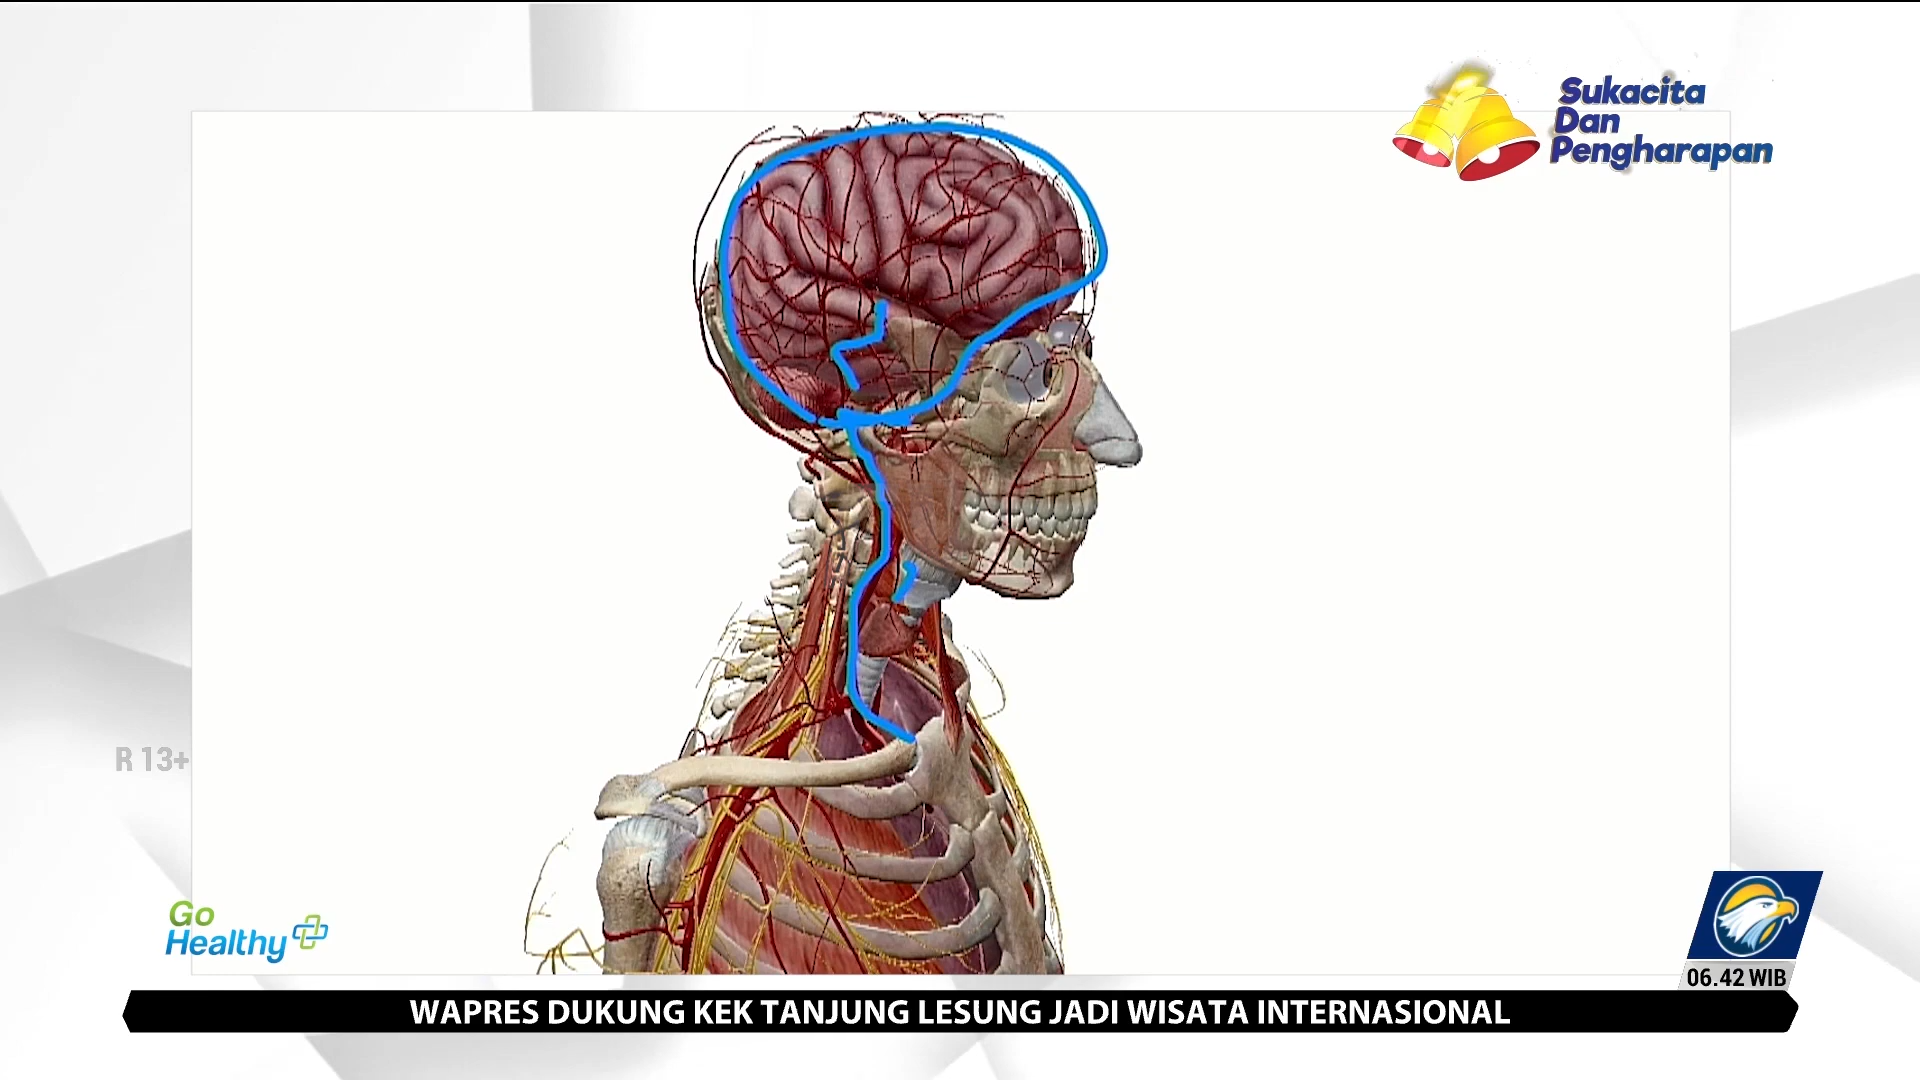 Sukacita
Dan
Pengharapan
R 13+
Go
Healthy
06.42 WIB
WAPRES DUKUNG KEK TANJUNG LESUNG JADI WISATA INTERNASIONAL